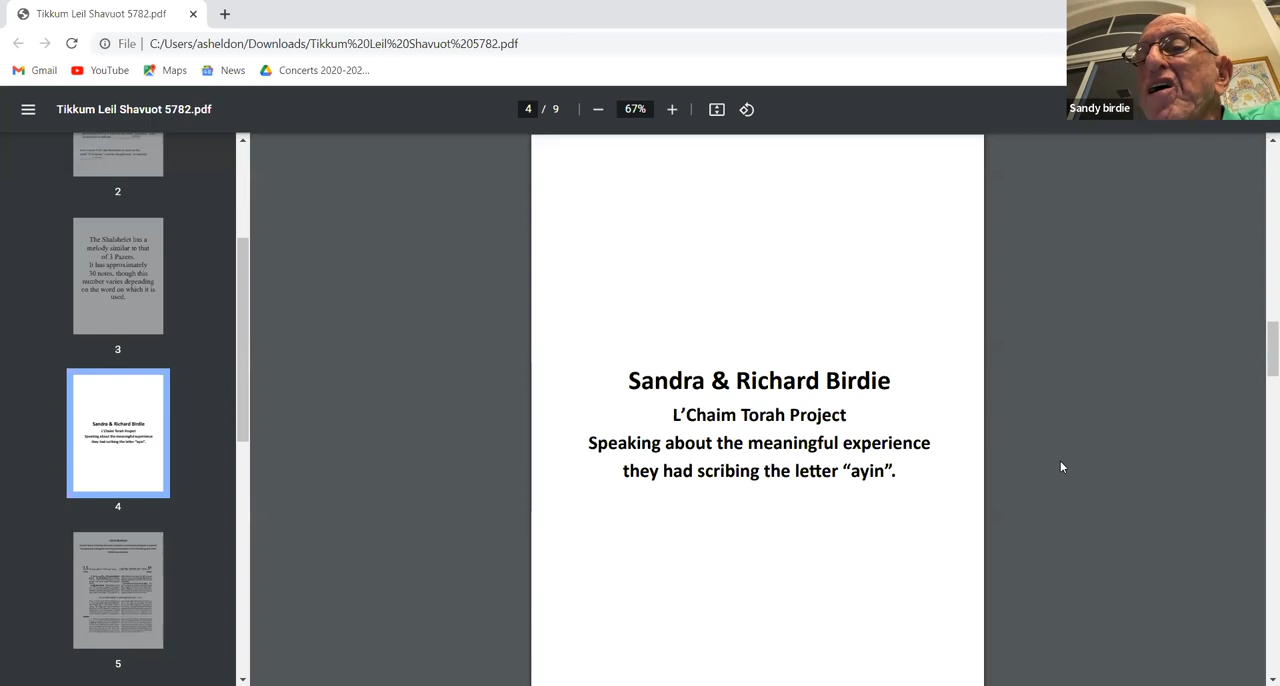 Tikkum Leil Shavuot 5782.pdf
File
C:/Users/asheldon/Downloads/Tikkum%20Leil%20Shavuot%205782.pdf
Gmail
YouTube
Maps
News
Concerts 2020-202...
Tikkum Leil Shavuot 5782.pdf
4 / 9
67%
Sandy birdie
2
The Shalshelet has a
melody similar to that
of 3 Pazers.
It has approximately
30 notes, though this
number varies depending
on the word on which it is
used.
3
Sandra & Richard Birdie
L'Chaim Torah Project
Speaking about the meaningful experience
they had scribing the letter "ayin".
4
5
Sandra & Richard Birdie
L’Chaim Torah Project
Speaking about the meaningful experience
they had scribing the letter “ayin”.